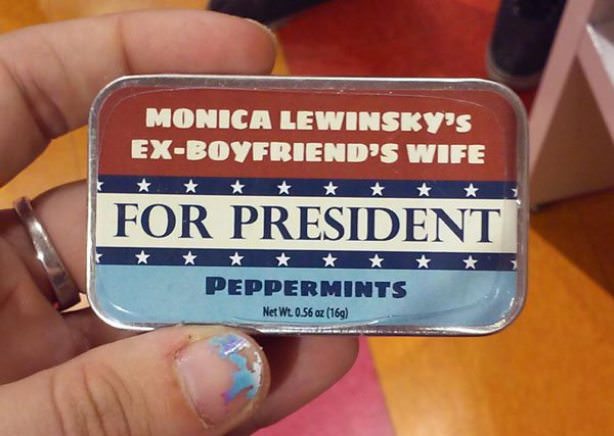 MONICA LEWINSKY'S
EX-BOYFRIEND'S WIFE
FOR PRESIDENT
PEPPERMINTS
Net Wt. 0.56 oz (16g)